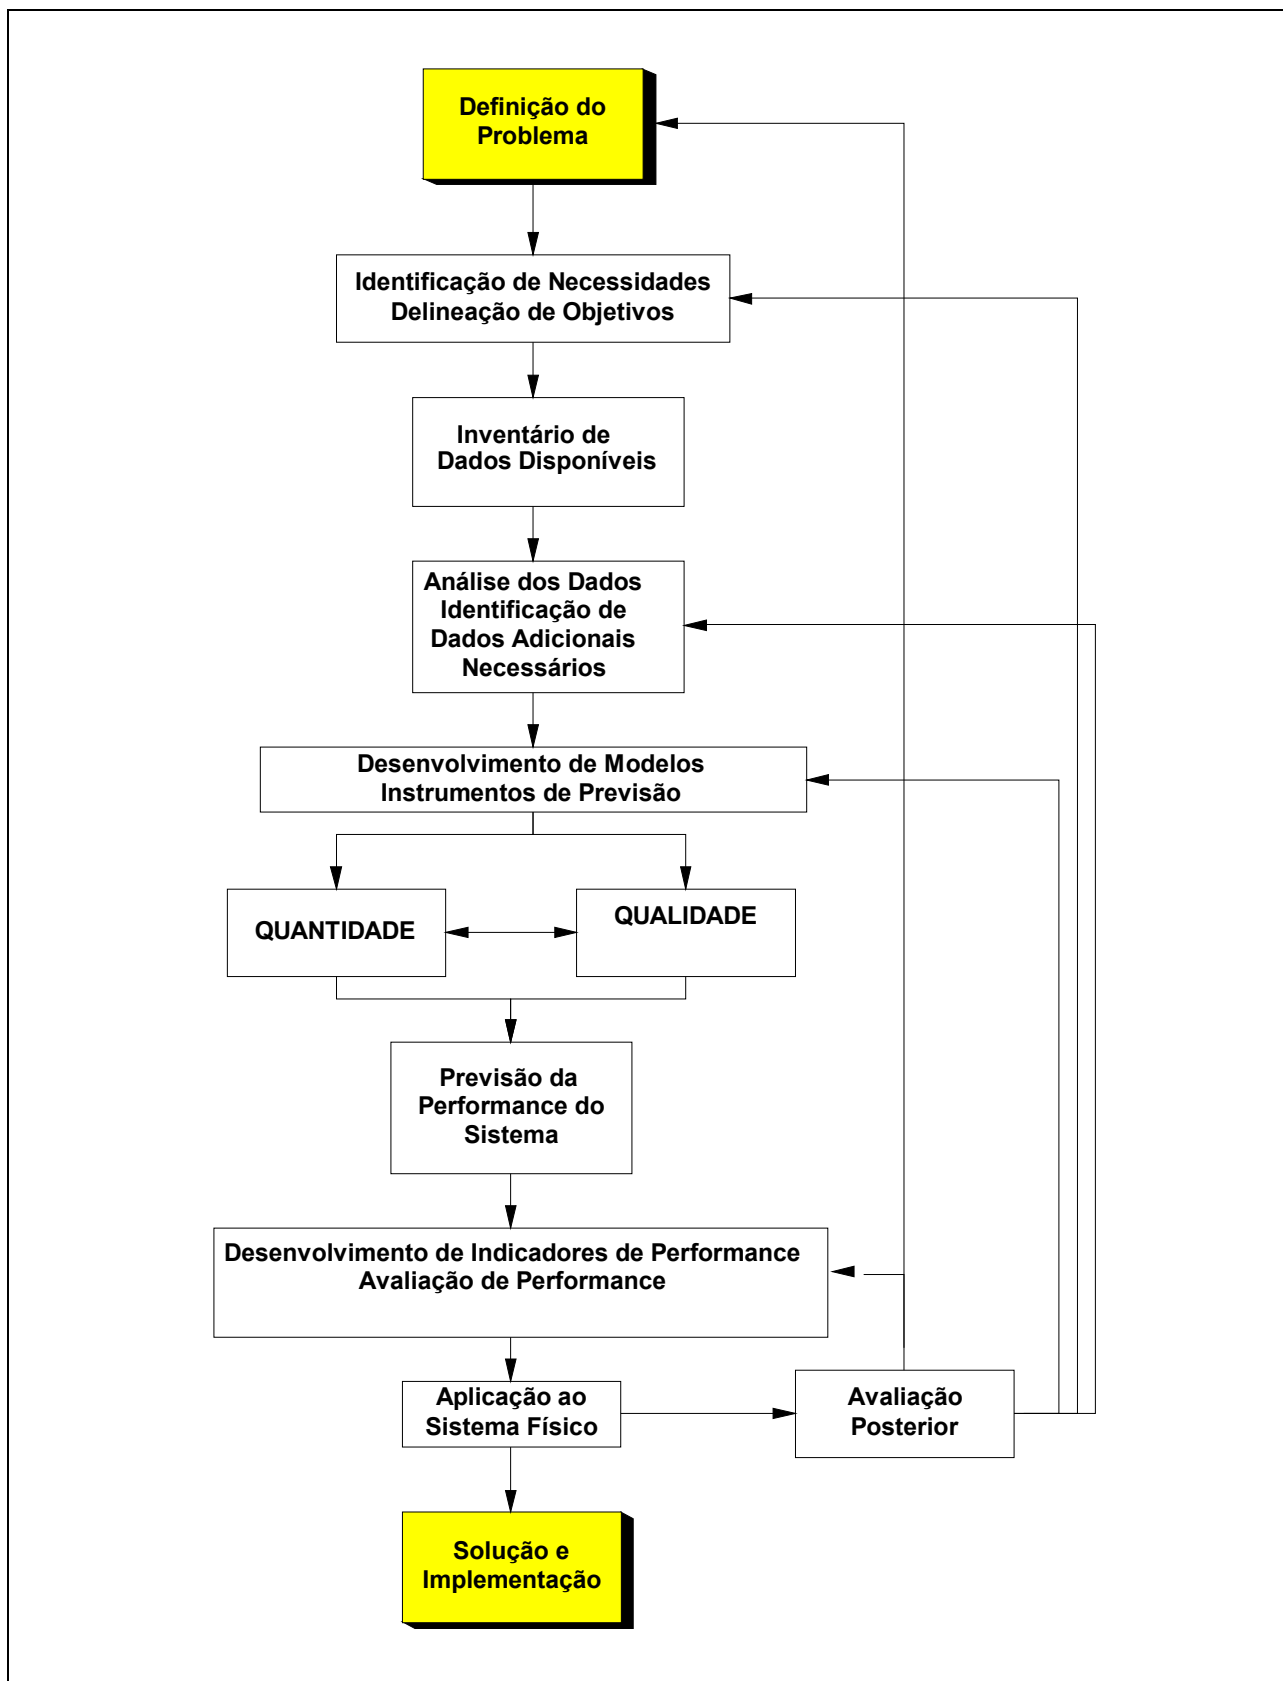 Definição do
Problema
Identificação de Necessidades
Delineação de Objetivos
Inventário de
Dados Disponíveis
Análise dos Dados
Identificação de
Dados Adicionais
Necessários
Desenvolvimento de Modelos
Instrumentos de Previsão
QUANTIDADE
QUALIDADE
Previsão da
Performance do
Sistema
Desenvolvimento de Indicadores de Performance
Avaliação de Performance
Aplicação ao
Sistema Físico
Avaliação
Posterior
Solução e
Implementação